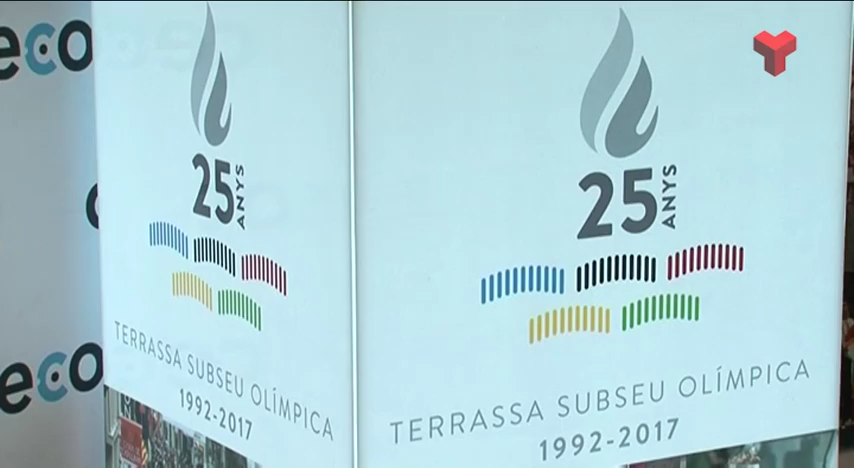 eco
25
ANYS
TERRASSA SUBSEU OLÍMPICA
1992-2017
25
ANYS
TERRASSA SUBSEU OLÍMPICA
1992-2017
eco